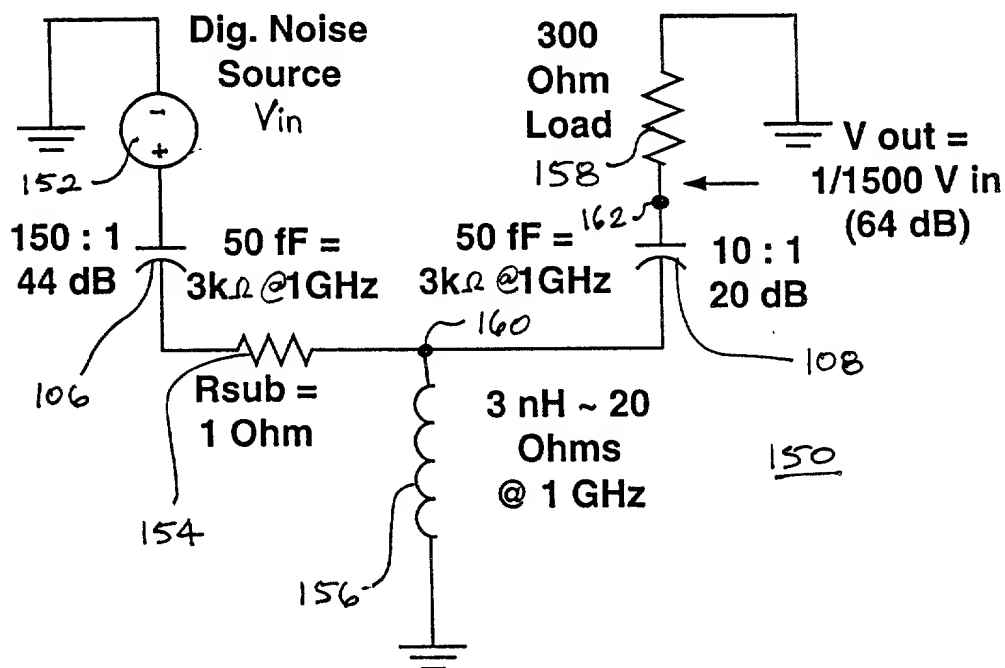 Dig. Noise
Source
Vin
152
300
Ohm
Load
158
V out =
1/1500 V in
(64 dB)
162
150 : 1
44 dB
50 fF =
3kΩ @1GHz
50 fF =
3kΩ @1GHz
10 : 1
20 dB
160
106
108
Rsub =
1 Ohm
154
3 nH ~ 20
Ohms
@ 1 GHz
150
156